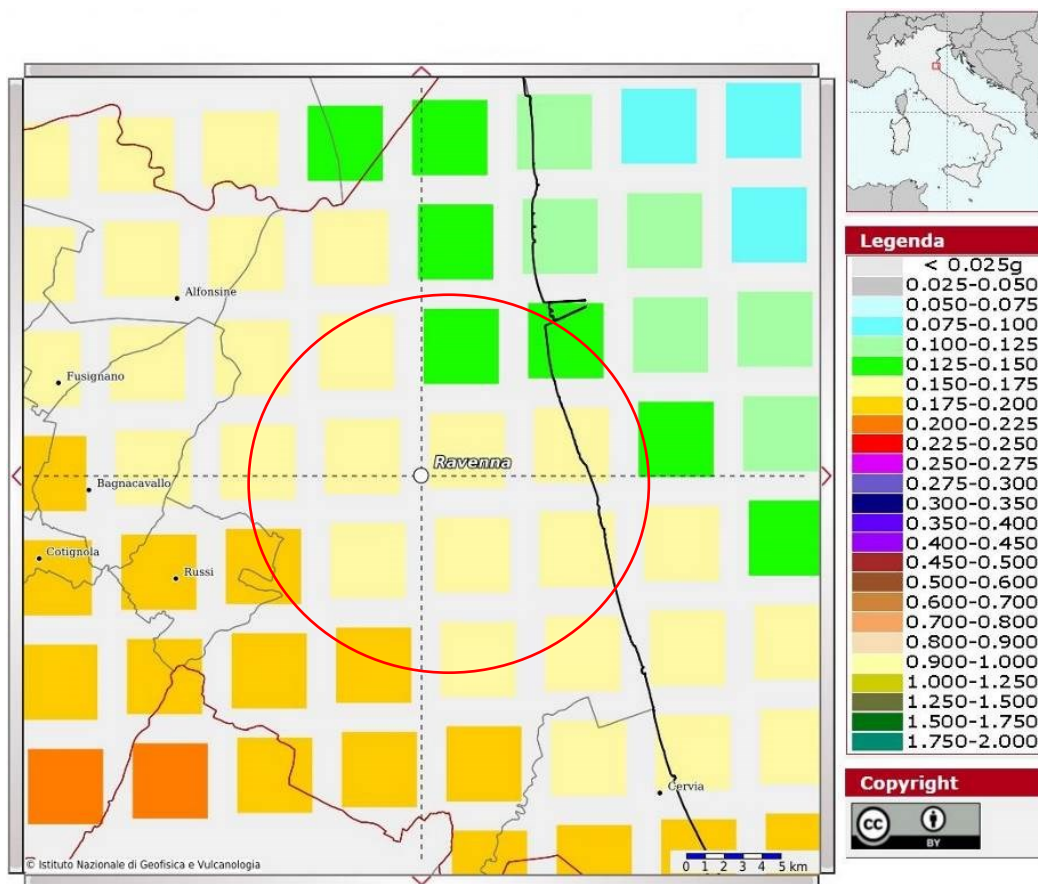 Alfonsine
Fusignano
Ravenna
Bagnacavallo
Cotignola
Russi
Cervia
© Istituto Nazionale di Geofisica e Vulcanologia
0 1 2 3 4 5 km
Legenda
< 0.025g
0.025-0.050
0.050-0.075
0.075-0.100
0.100-0.125
0.125-0.150
0.150-0.175
0.175-0.200
0.200-0.225
0.225-0.250
0.250-0.275
0.275-0.300
0.300-0.350
0.350-0.400
0.400-0.450
0.450-0.500
0.500-0.600
0.600-0.700
0.700-0.800
0.800-0.900
0.900-1.000
1.000-1.250
1.250-1.500
1.500-1.750
1.750-2.000
Copyright
cc
BY